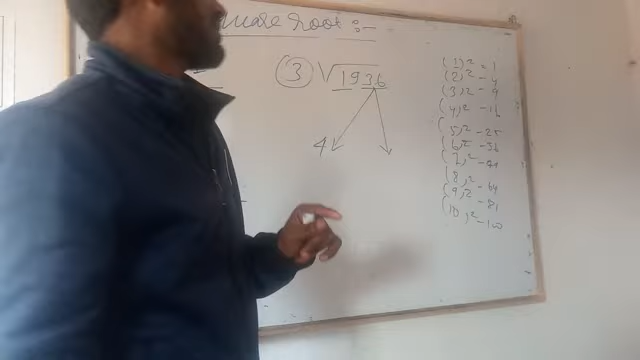 quare root :-
③ √1936
4
(1)² = 1
(2)² - 4
(3)² - 9
(4)² - 16
(5)² - 25
(6)² - 36
(7)² - 49
(8)² - 64
(9)² - 81
(10)² - 100